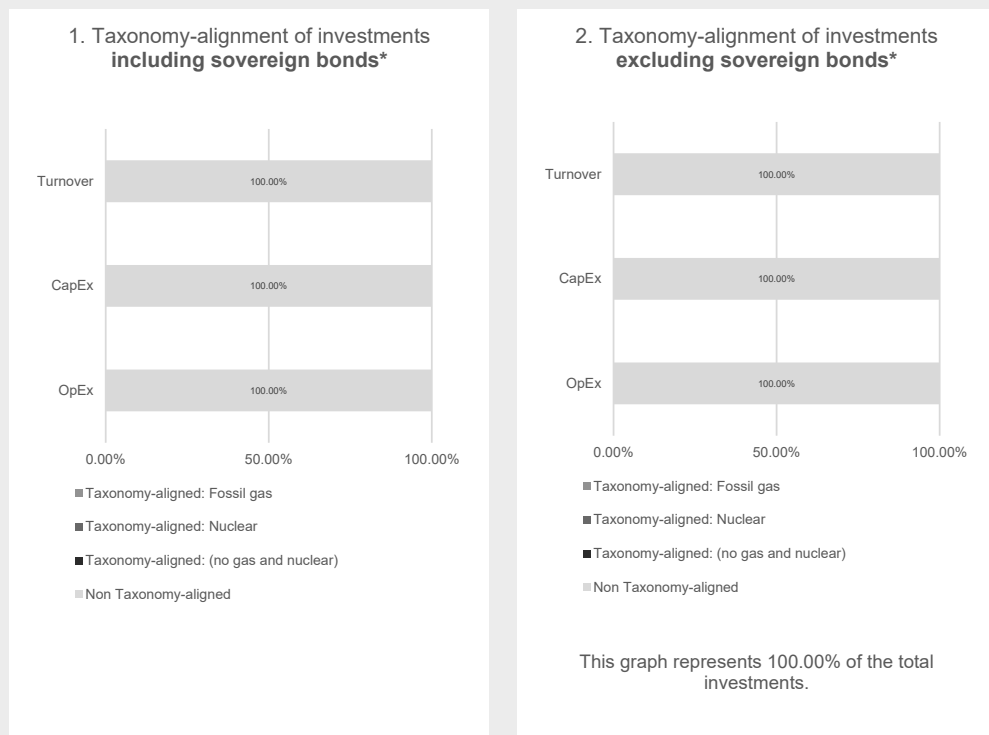 1. Taxonomy-alignment of investments
including sovereign bonds*
Turnover
100.00%
CapEx
100.00%
OpEx
100.00%
0.00% 50.00% 100.00%
Taxonomy-aligned: Fossil gas
Taxonomy-aligned: Nuclear
Taxonomy-aligned: (no gas and nuclear)
Non Taxonomy-aligned
2. Taxonomy-alignment of investments
excluding sovereign bonds*
Turnover
100.00%
CapEx
100.00%
OpEx
100.00%
0.00% 50.00% 100.00%
Taxonomy-aligned: Fossil gas
Taxonomy-aligned: Nuclear
Taxonomy-aligned: (no gas and nuclear)
Non Taxonomy-aligned
This graph represents 100.00% of the total
investments.